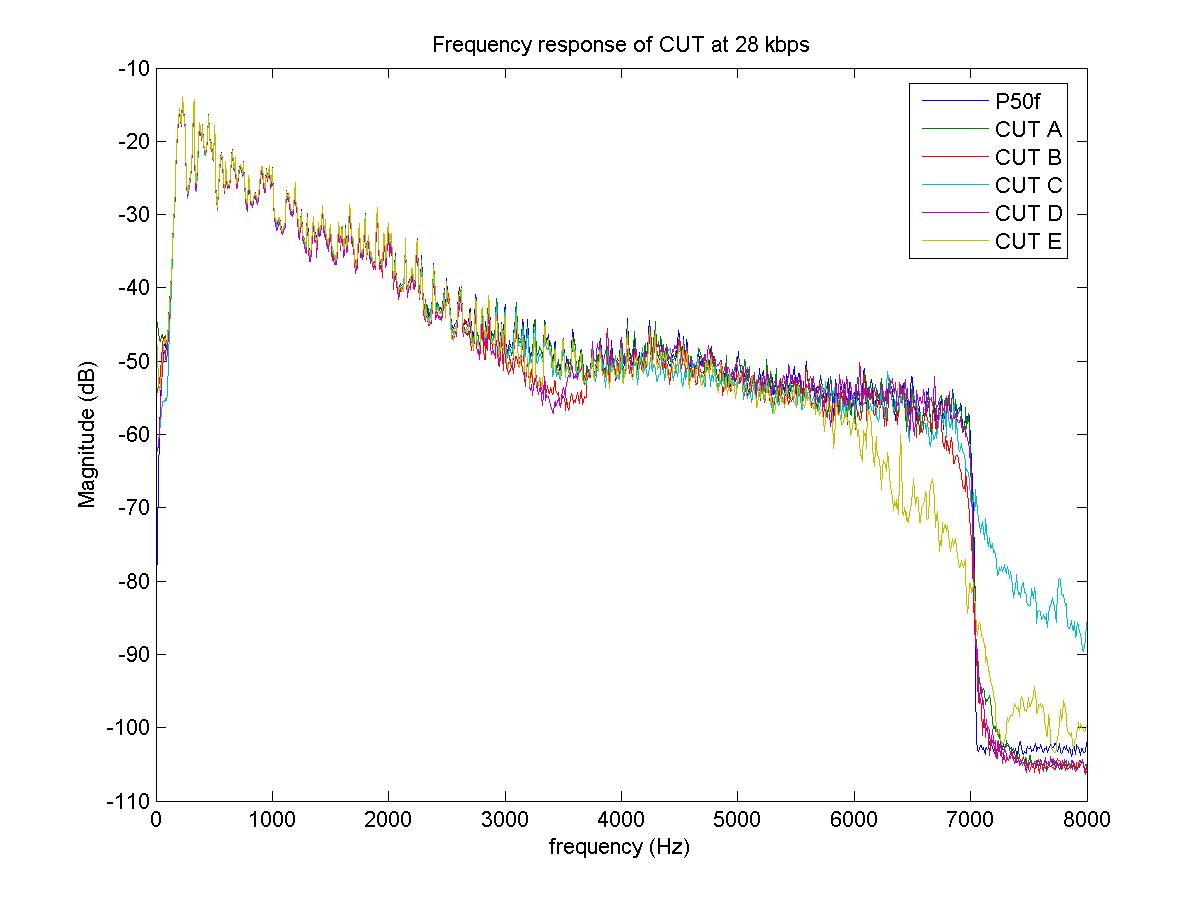 Frequency response of CUT at 28 kbps
-10
-20
-30
-40
-50
-60
-70
-80
-90
-100
-110
Magnitude (dB)
P50f
CUT A
CUT B
CUT C
CUT D
CUT E
0 1000 2000 3000 4000 5000 6000 7000 8000
frequency (Hz)